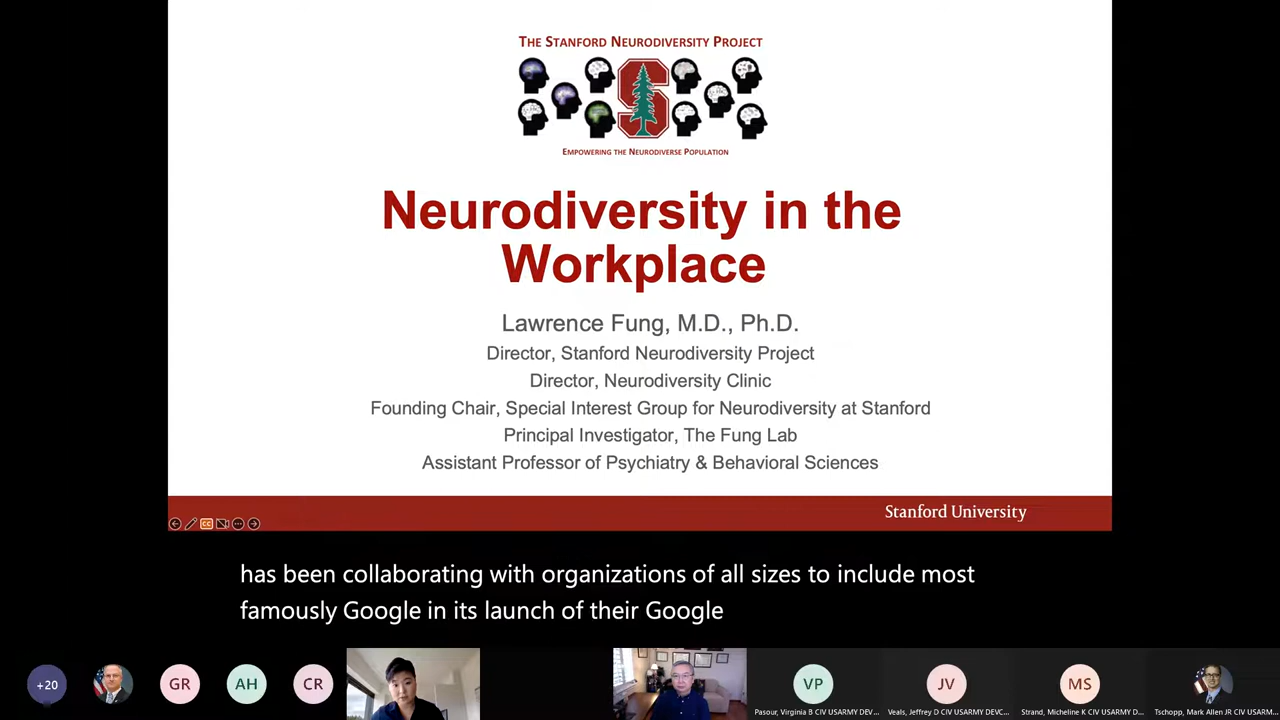 THE STANFORD NEURODIVERSITY PROJECT
S
EMPOWERING THE NEURODIVERSE POPULATION
Neurodiversity in the
Workplace
Lawrence Fung, M.D., Ph.D.
Director, Stanford Neurodiversity Project
Director, Neurodiversity Clinic
Founding Chair, Special Interest Group for Neurodiversity at Stanford
Principal Investigator, The Fung Lab
Assistant Professor of Psychiatry & Behavioral Sciences
Stanford University
CC
has been collaborating with organizations of all sizes to include most
famously Google in its launch of their Google
+20
GR
AH
CR
VP
JV
MS
Pasour, Virginia B CIV USARMY DEV...
Veals, Jeffrey D CIV USARMY DEVC...
Strand, Micheline K CIV USARMY D...
Tschopp, Mark Allen JR CIV USARM...